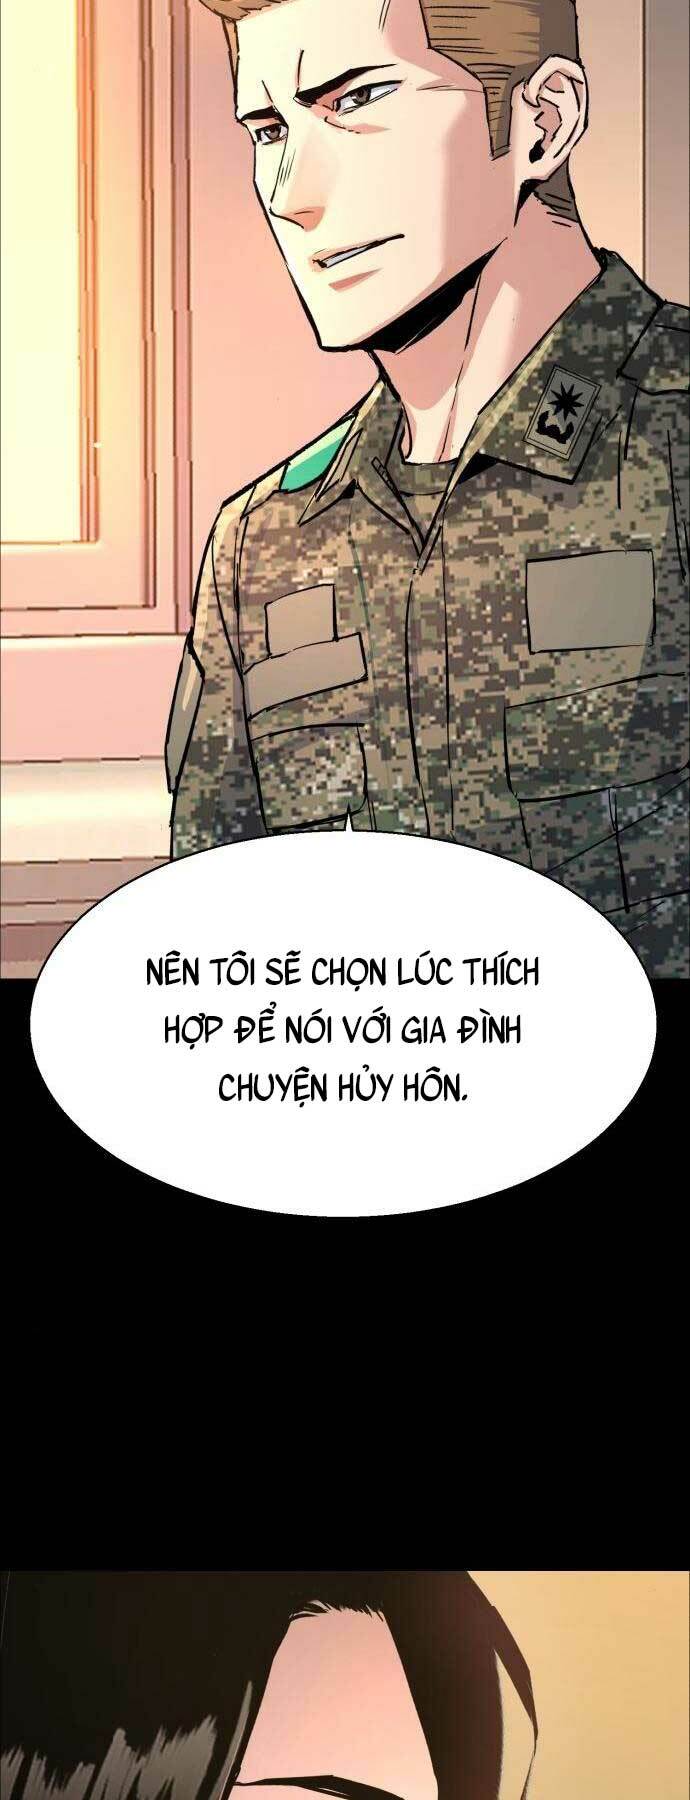 NÊN TÔI SẼ CHỌN LÚC THÍCH
HỢP ĐỂ NÓI VỚI GIA ĐÌNH
CHUYỆN HỦY HÔN.